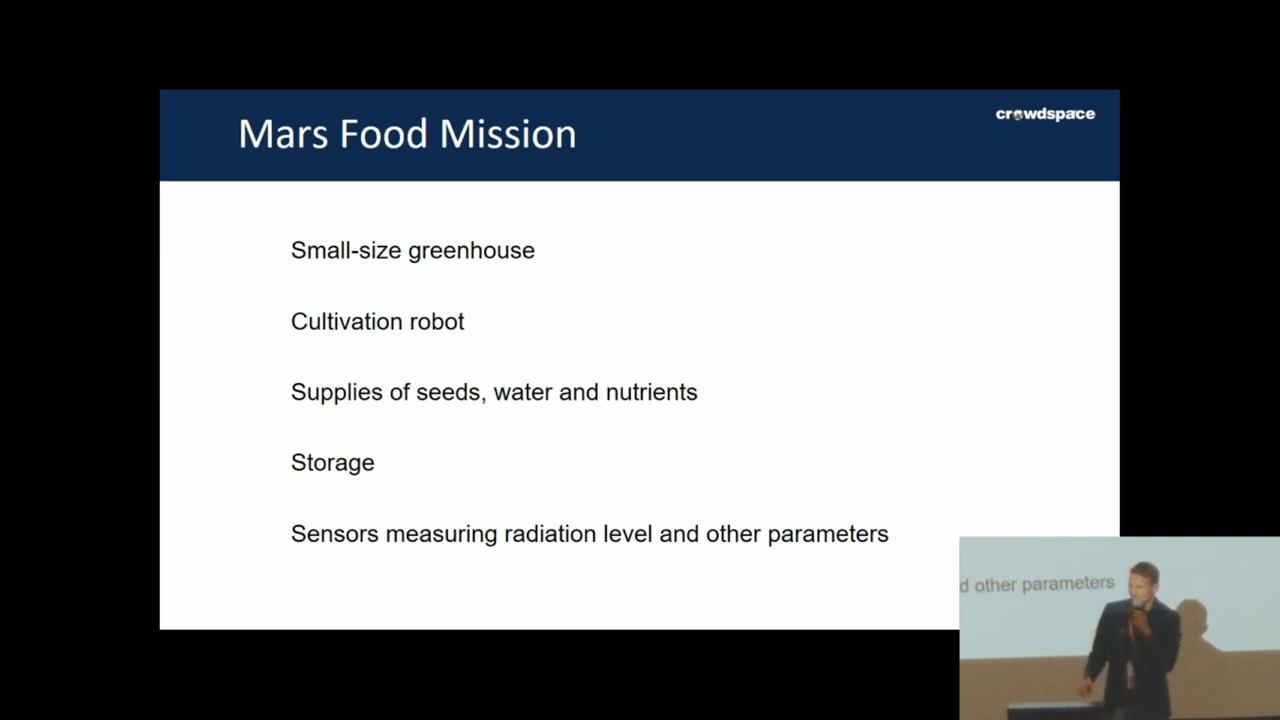 Mars Food Mission
crowdspace
Small-size greenhouse
Cultivation robot
Supplies of seeds, water and nutrients
Storage
Sensors measuring radiation level and other parameters
d other parameters